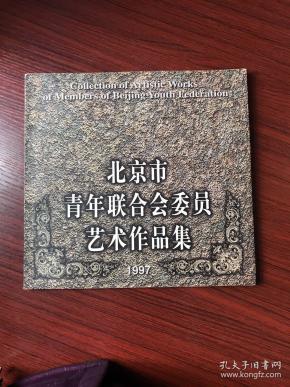 Collection of Artistic Works
of Members of Beijing Youth Federation
北京市
青年联合会委员
艺术作品集
1997
孔夫子旧书网
www.kongfz.com